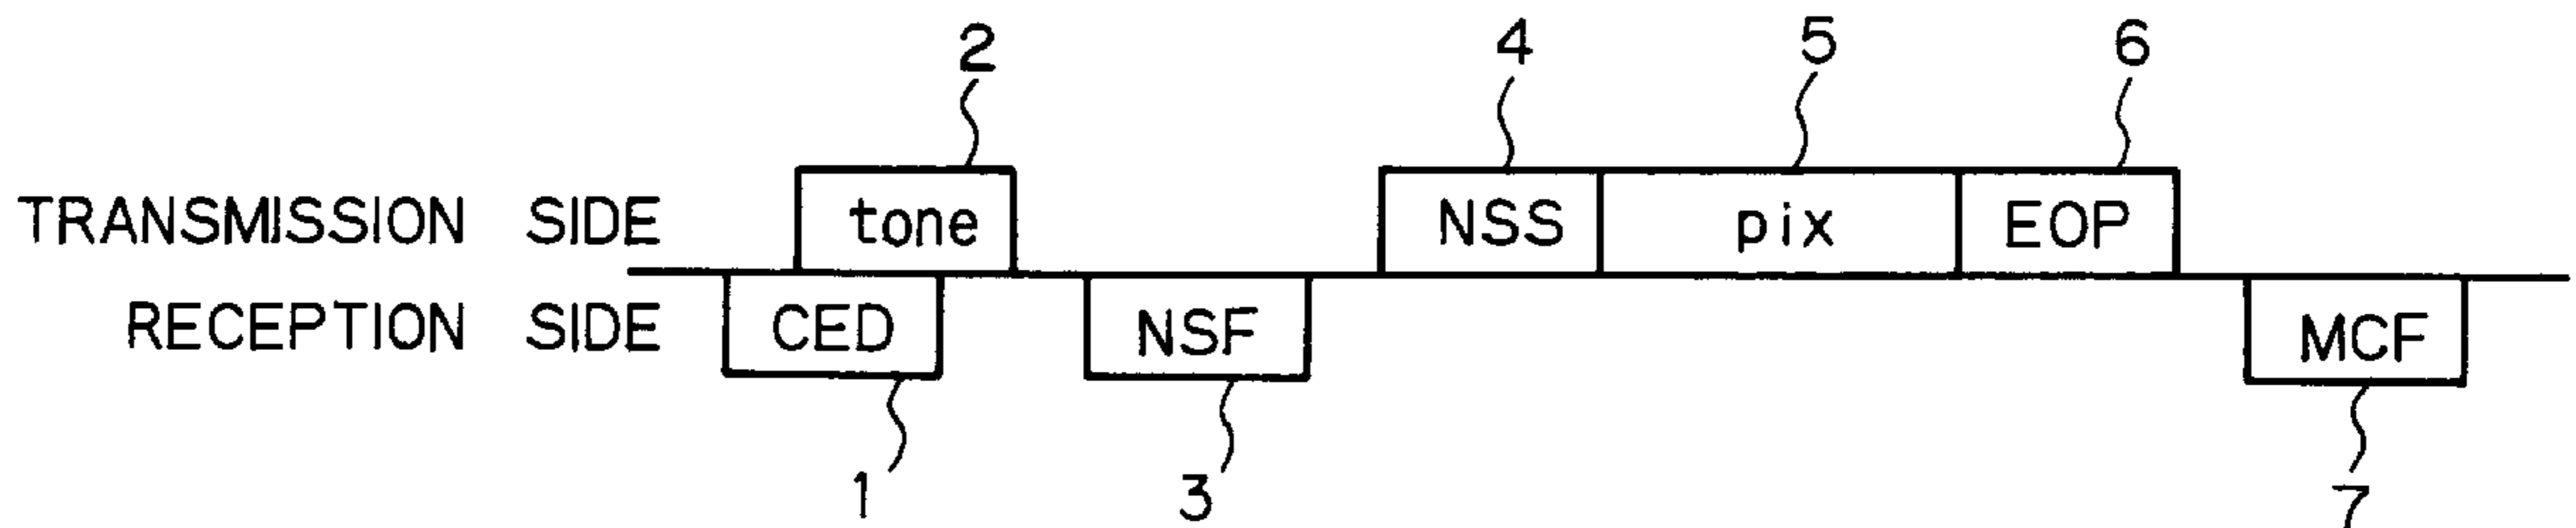 2 4 5 6
TRANSMISSION SIDE tone NSS pix EOP
RECEPTION SIDE CED NSF MCF
1 3 7